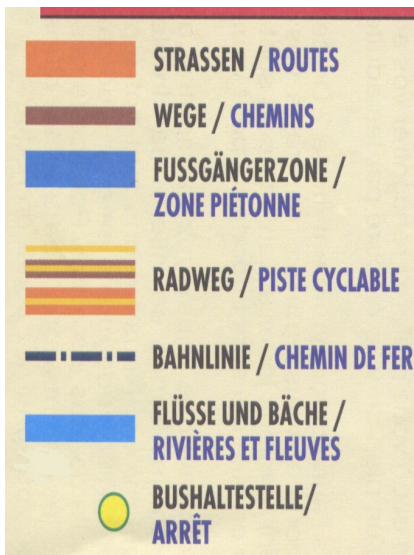 STRASSEN / ROUTES
WEGE / CHEMINS
FUSSGÄNGERZONE /
ZONE PIÉTONNE
RADWEG / PISTE CYCLABLE
BAHNLINIE / CHEMIN DE FER
FLÜSSE UND BÄCHE /
RIVIÈRES ET FLEUVES
BUSHALTESTELLE/
ARRÊT